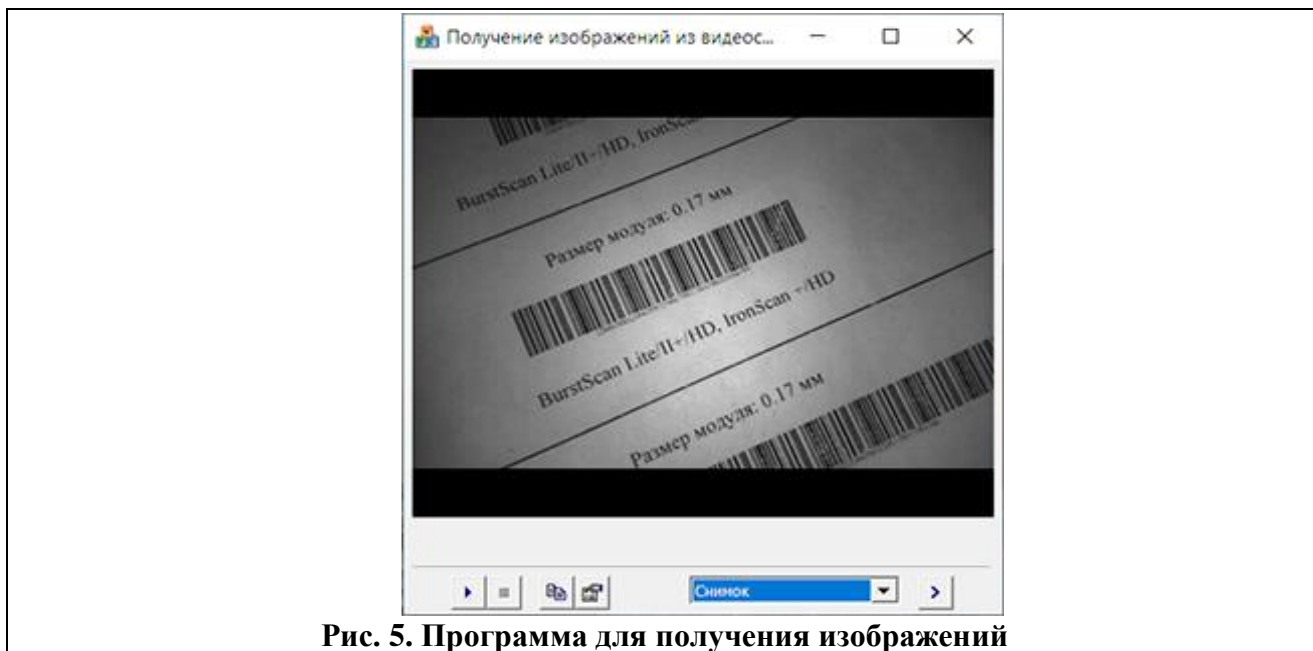 Получение изображений из видеос...
BurstScan Lite/II+/HD, IronScan
Размер модуля: 0.17 мм
BurstScan Lite/II+/HD, IronScan +/HD
Размер модуля: 0.17 мм
Снимок
Рис. 5. Программа для получения изображений